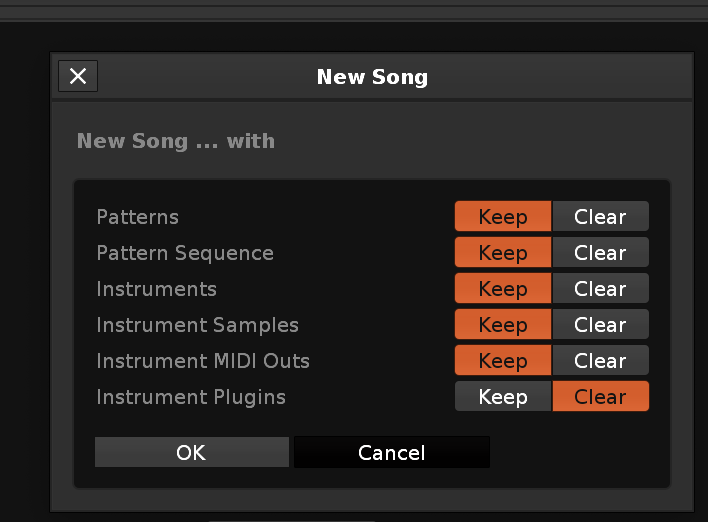 New Song
New Song ... with
Patterns Keep Clear
Pattern Sequence Keep Clear
Instruments Keep Clear
Instrument Samples Keep Clear
Instrument MIDI Outs Keep Clear
Instrument Plugins Keep Clear
OK Cancel